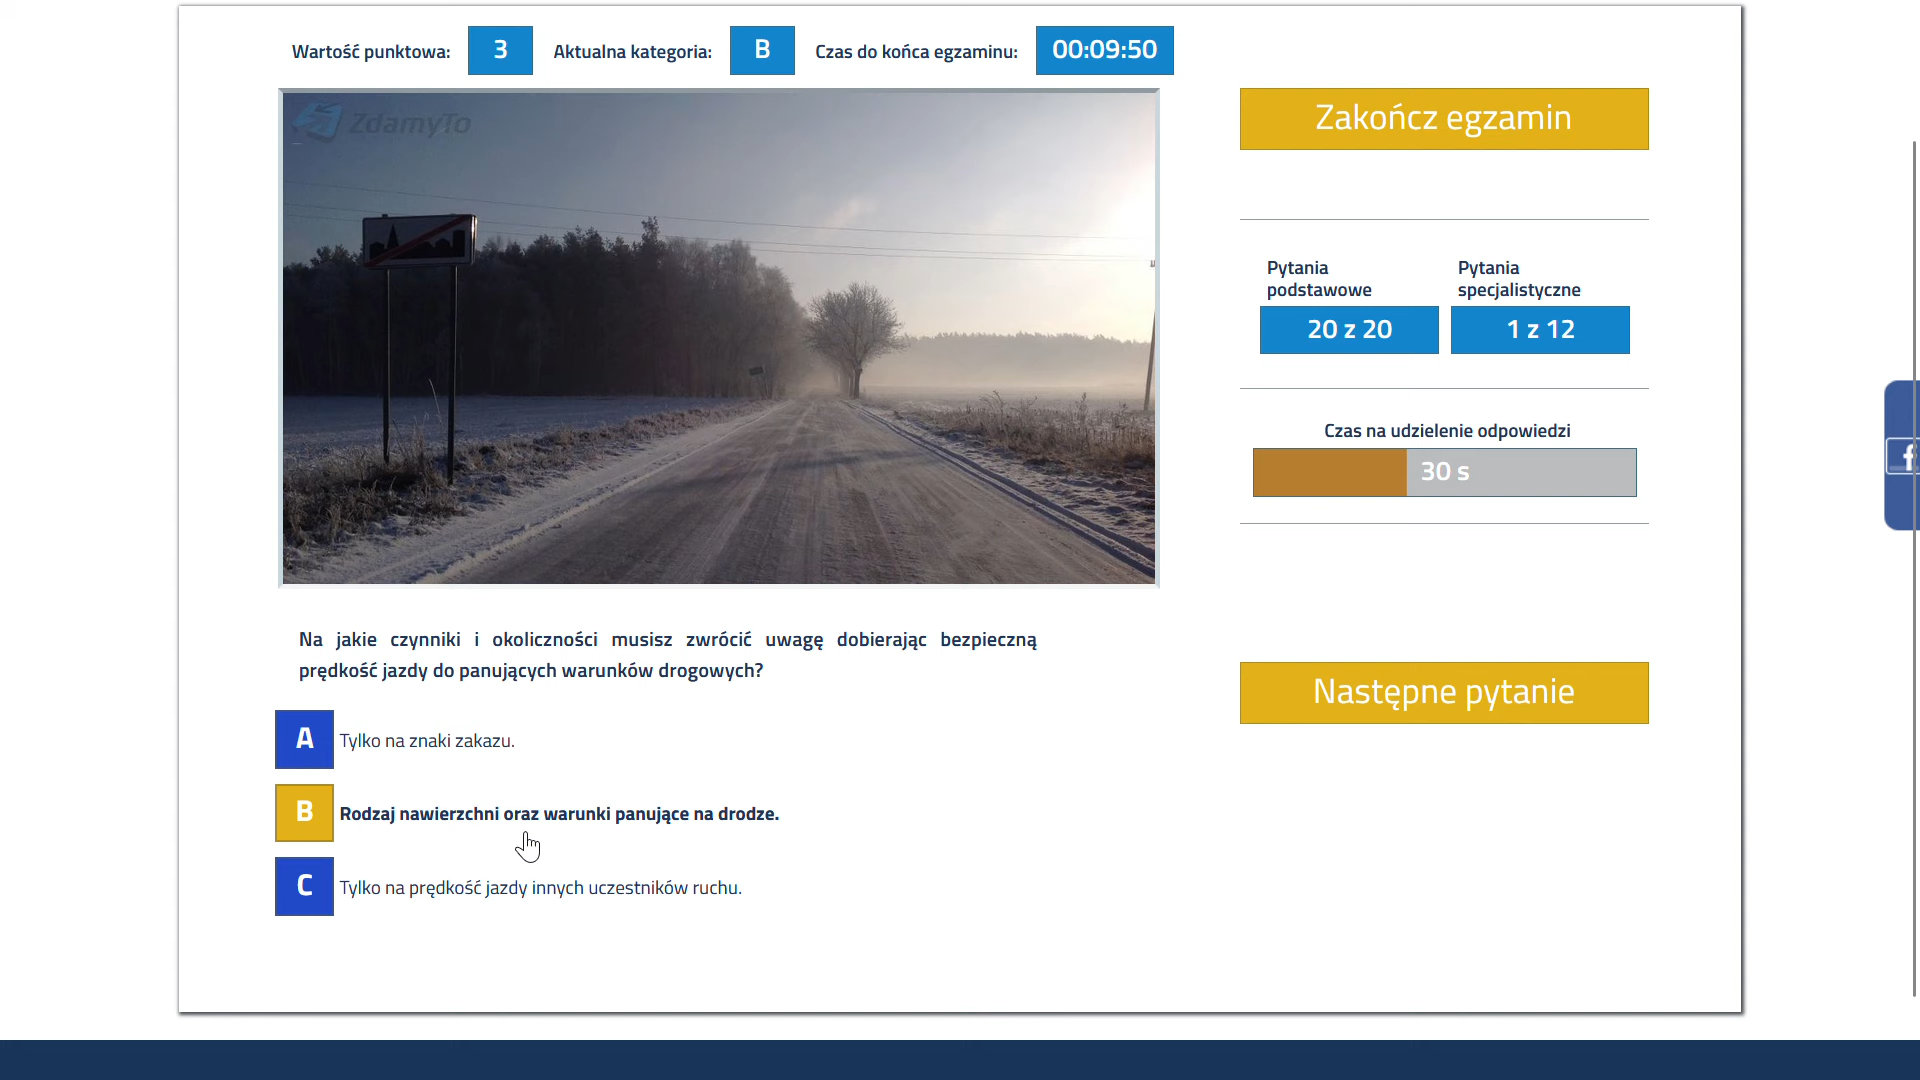 Wartość punktowa: 3 Aktualna kategoria: B Czas do końca egzaminu: 00:09:50
ZdamyTo
Zakończ egzamin
Pytania podstawowe
20 z 20
Pytania specjalistyczne
1 z 12
Czas na udzielenie odpowiedzi
30 s
Na jakie czynniki i okoliczności musisz zwrócić uwagę dobierając bezpieczną
prędkość jazdy do panujących warunków drogowych?
A Tylko na znaki zakazu.
B Rodzaj nawierzchni oraz warunki panujące na drodze.
C Tylko na prędkość jazdy innych uczestników ruchu.
Następne pytanie
f